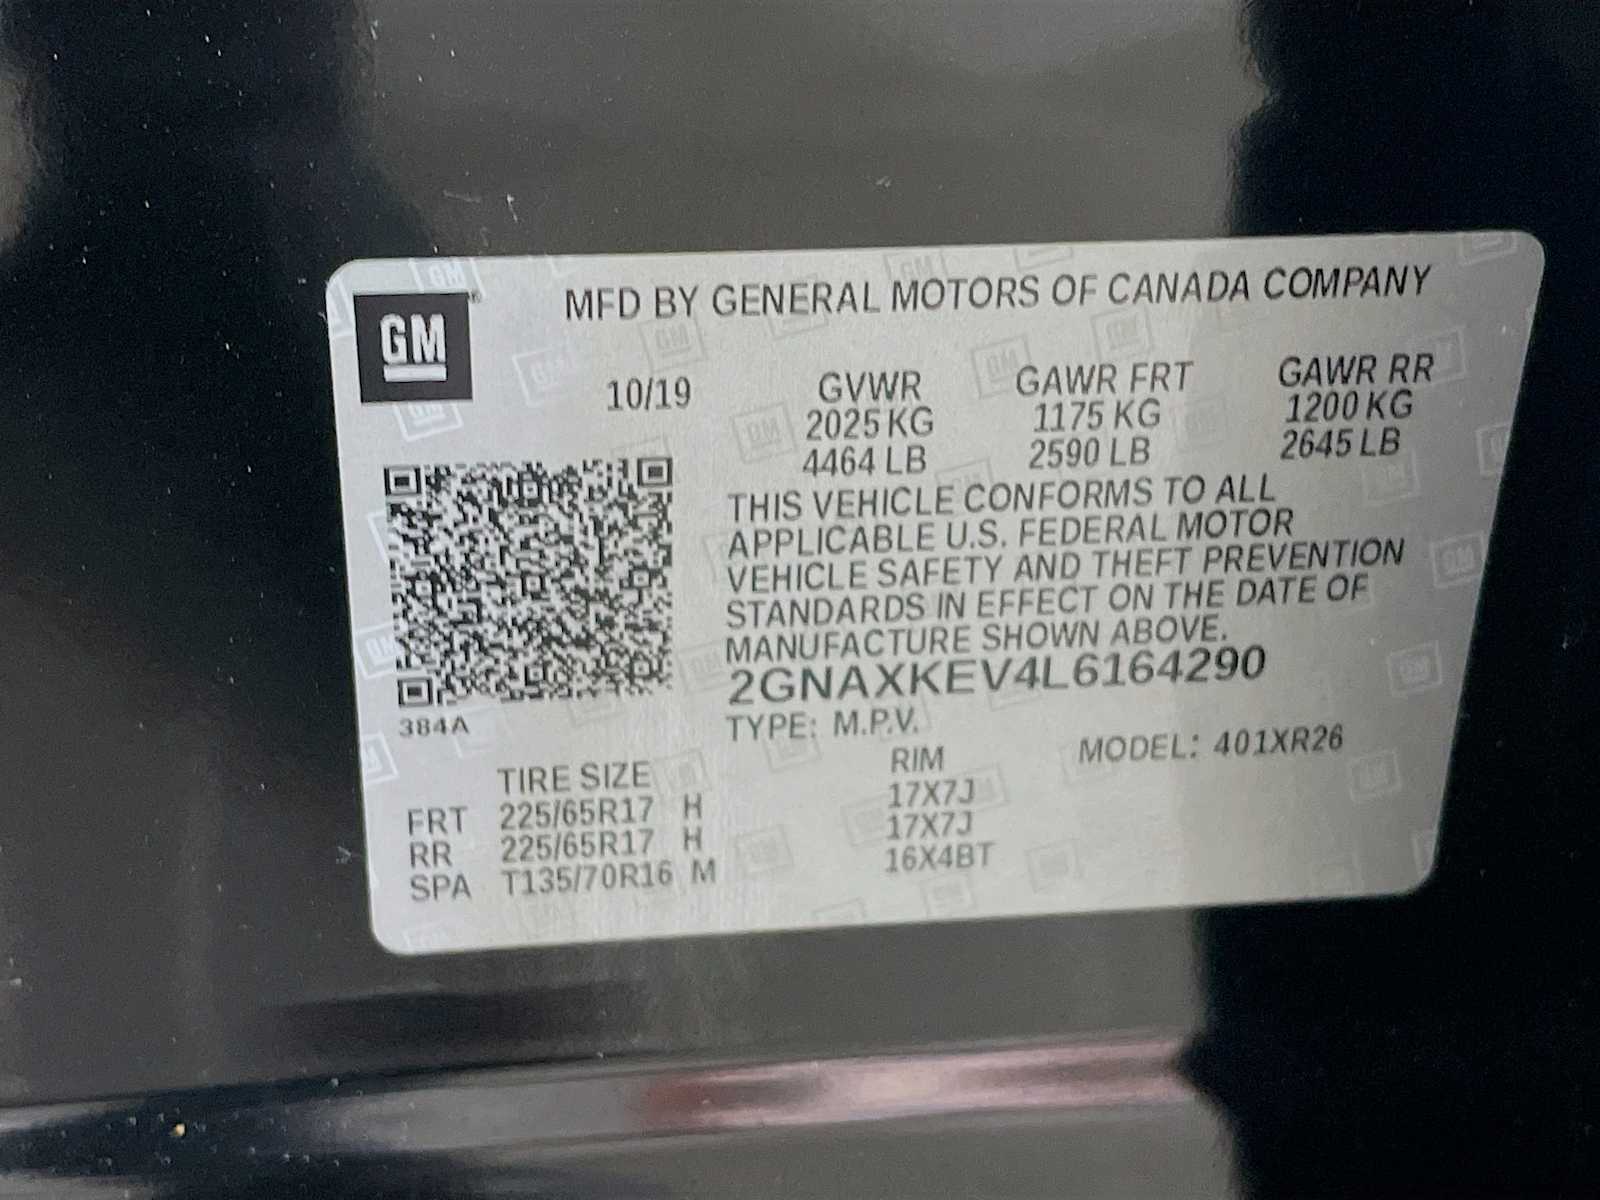 GM
MFD BY GENERAL MOTORS OF CANADA COMPANY
10/19 GVWR GAWR FRT GAWR RR
2025 KG 1175 KG 1200 KG
4464 LB 2590 LB 2645 LB
THIS VEHICLE CONFORMS TO ALL
APPLICABLE U.S. FEDERAL MOTOR
VEHICLE SAFETY AND THEFT PREVENTION
STANDARDS IN EFFECT ON THE DATE OF
MANUFACTURE SHOWN ABOVE.
2GNAXKEV4L6164290
384A
TYPE: M.P.V. MODEL: 401XR26
TIRE SIZE RIM
FRT 225/65R17 H 17X7J
RR 225/65R17 H 17X7J
SPA T135/70R16 M 16X4BT